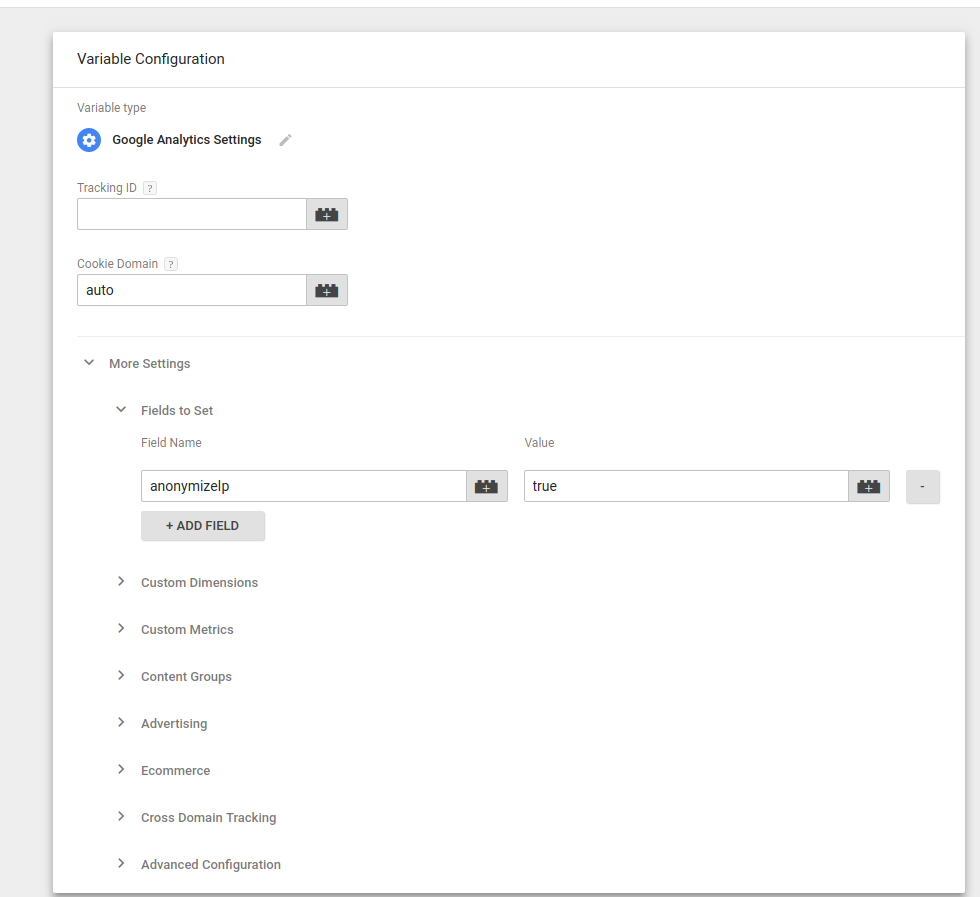 Variable Configuration
Variable type
Google Analytics Settings
Tracking ID ?
Cookie Domain ?
auto
More Settings
Fields to Set
Field Name Value
anonymizeIp true -
+ ADD FIELD
Custom Dimensions
Custom Metrics
Content Groups
Advertising
Ecommerce
Cross Domain Tracking
Advanced Configuration